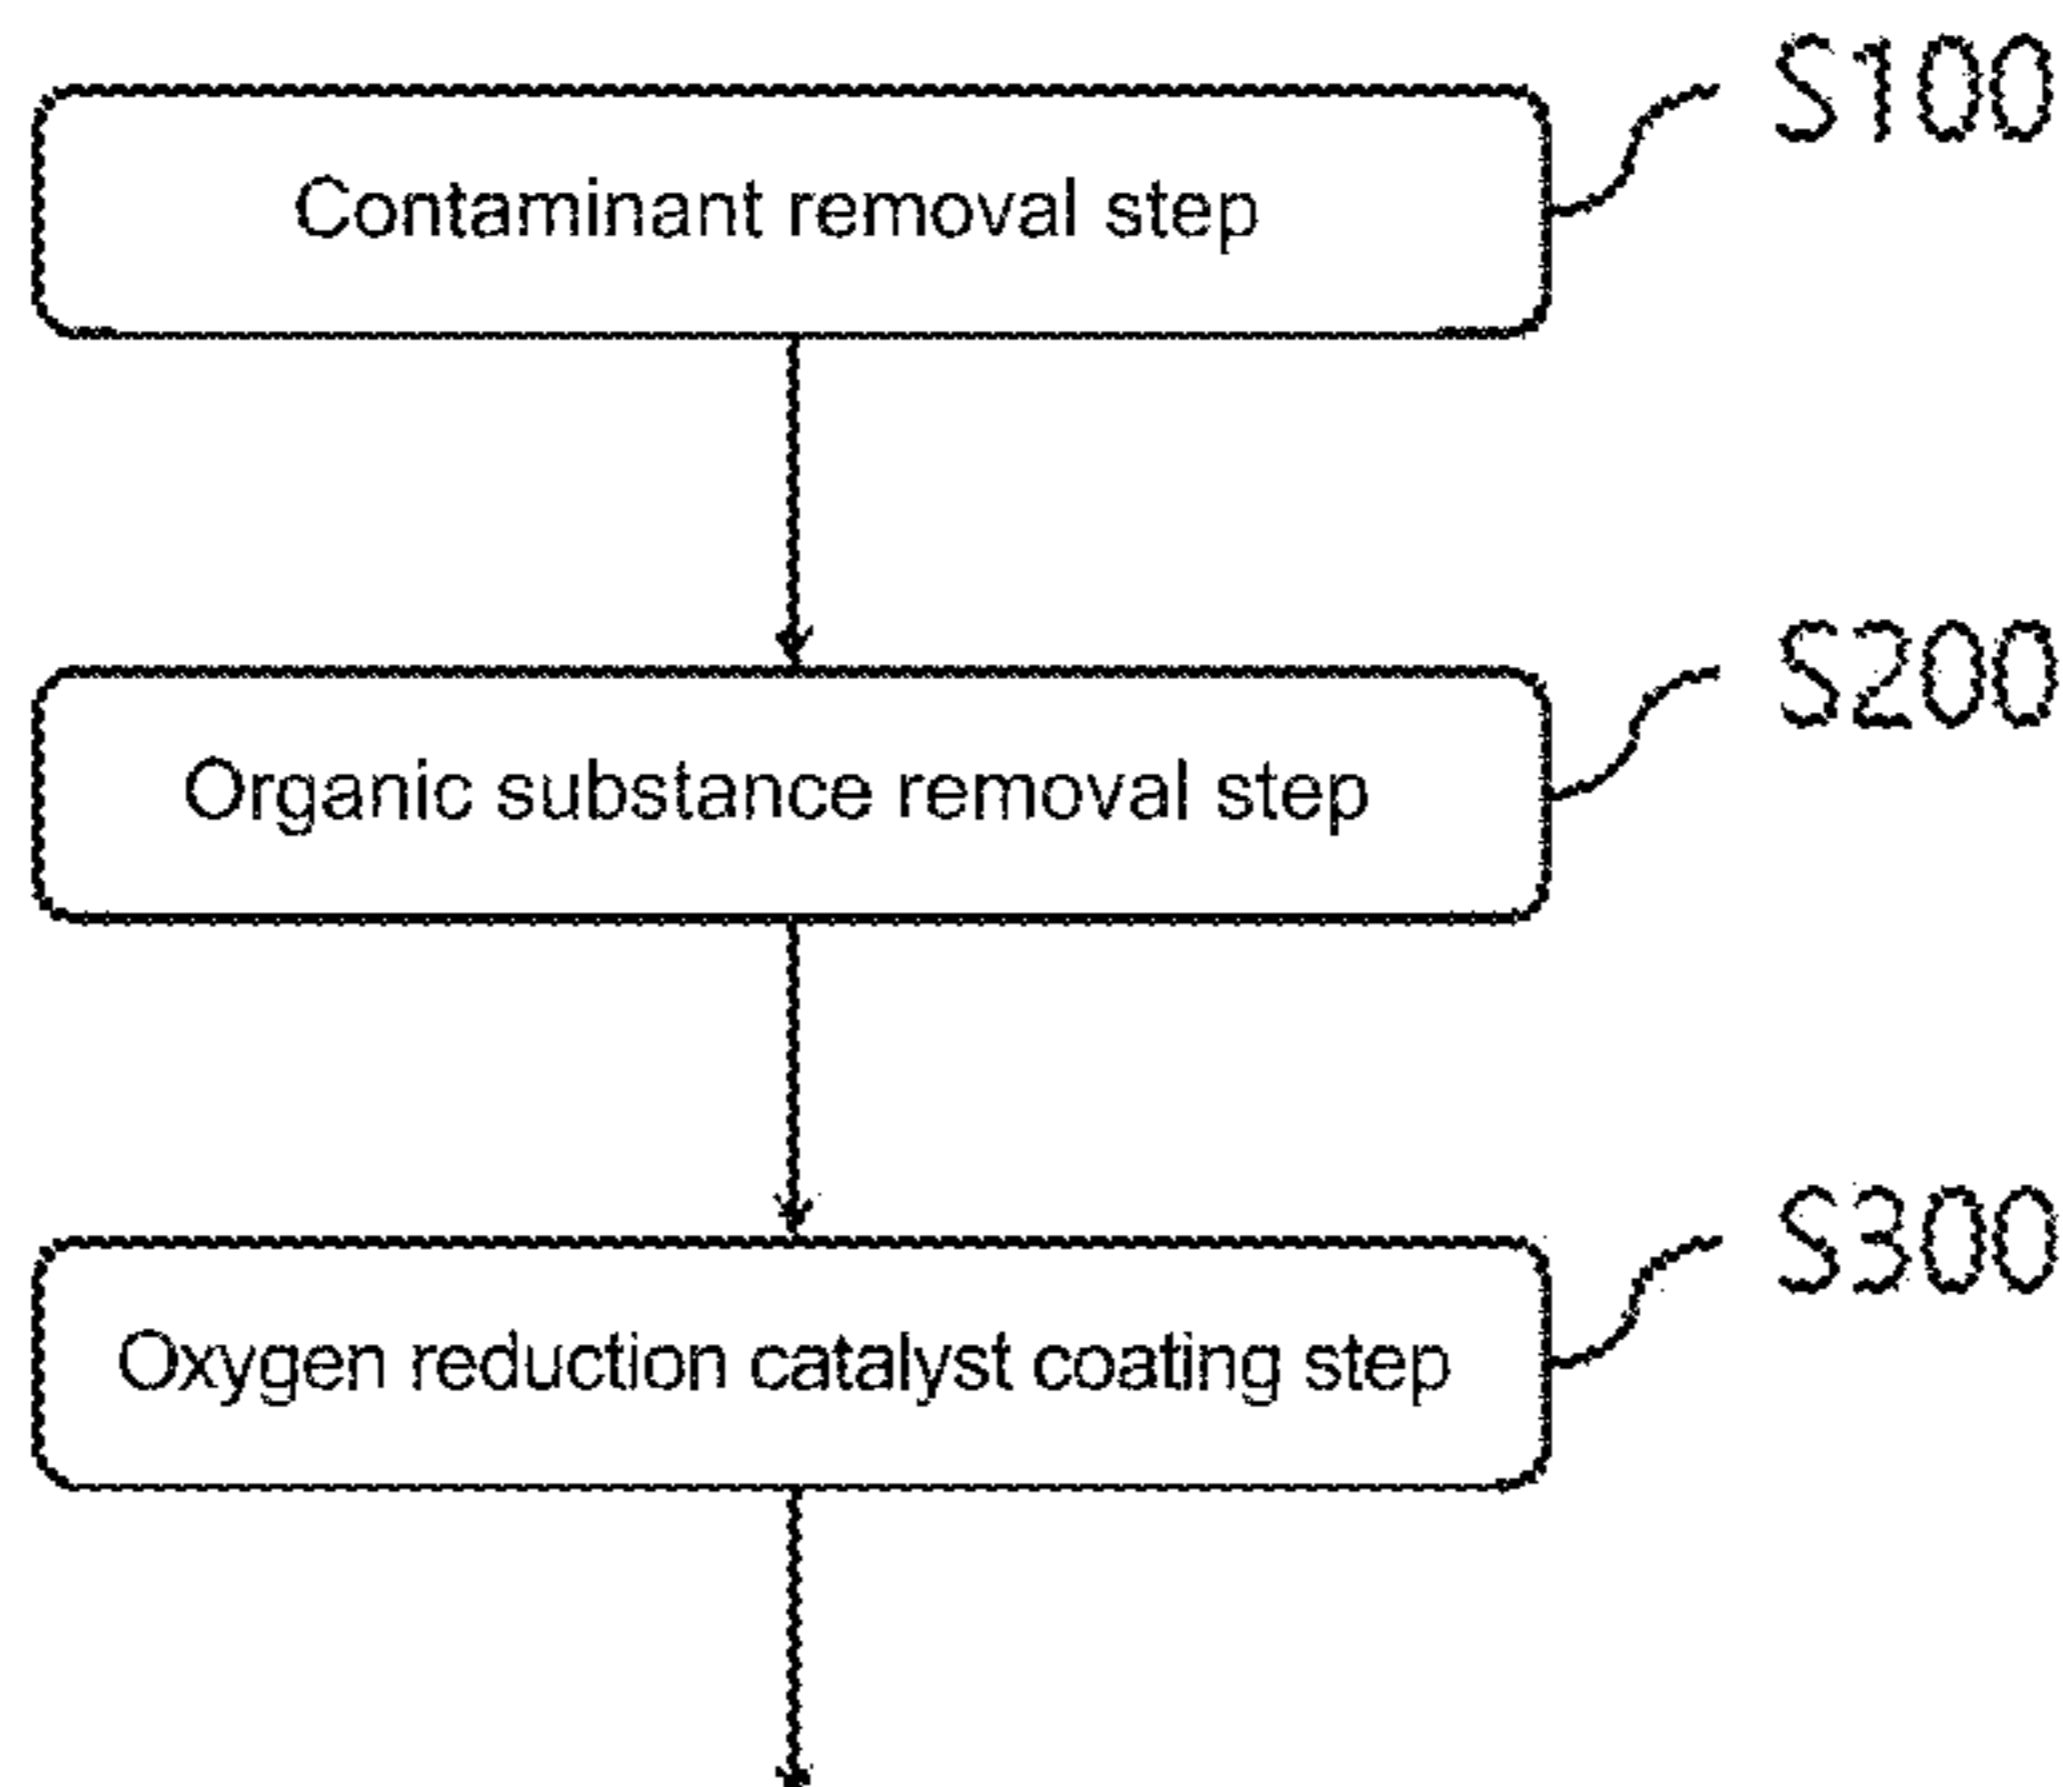 S100
Contaminant removal step
S200
Organic substance removal step
S300
Oxygen reduction catalyst coating step